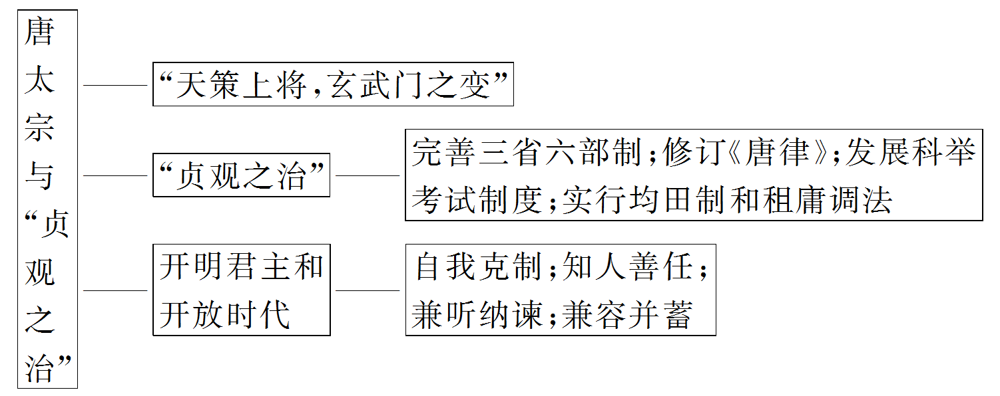 唐太宗与“贞观之治”
“天策上将，玄武门之变”
“贞观之治”
完善三省六部制；修订《唐律》；发展科举
考试制度；实行均田制和租庸调法
开明君主和
开放时代
自我克制；知人善任；
兼听纳谏；兼容并蓄